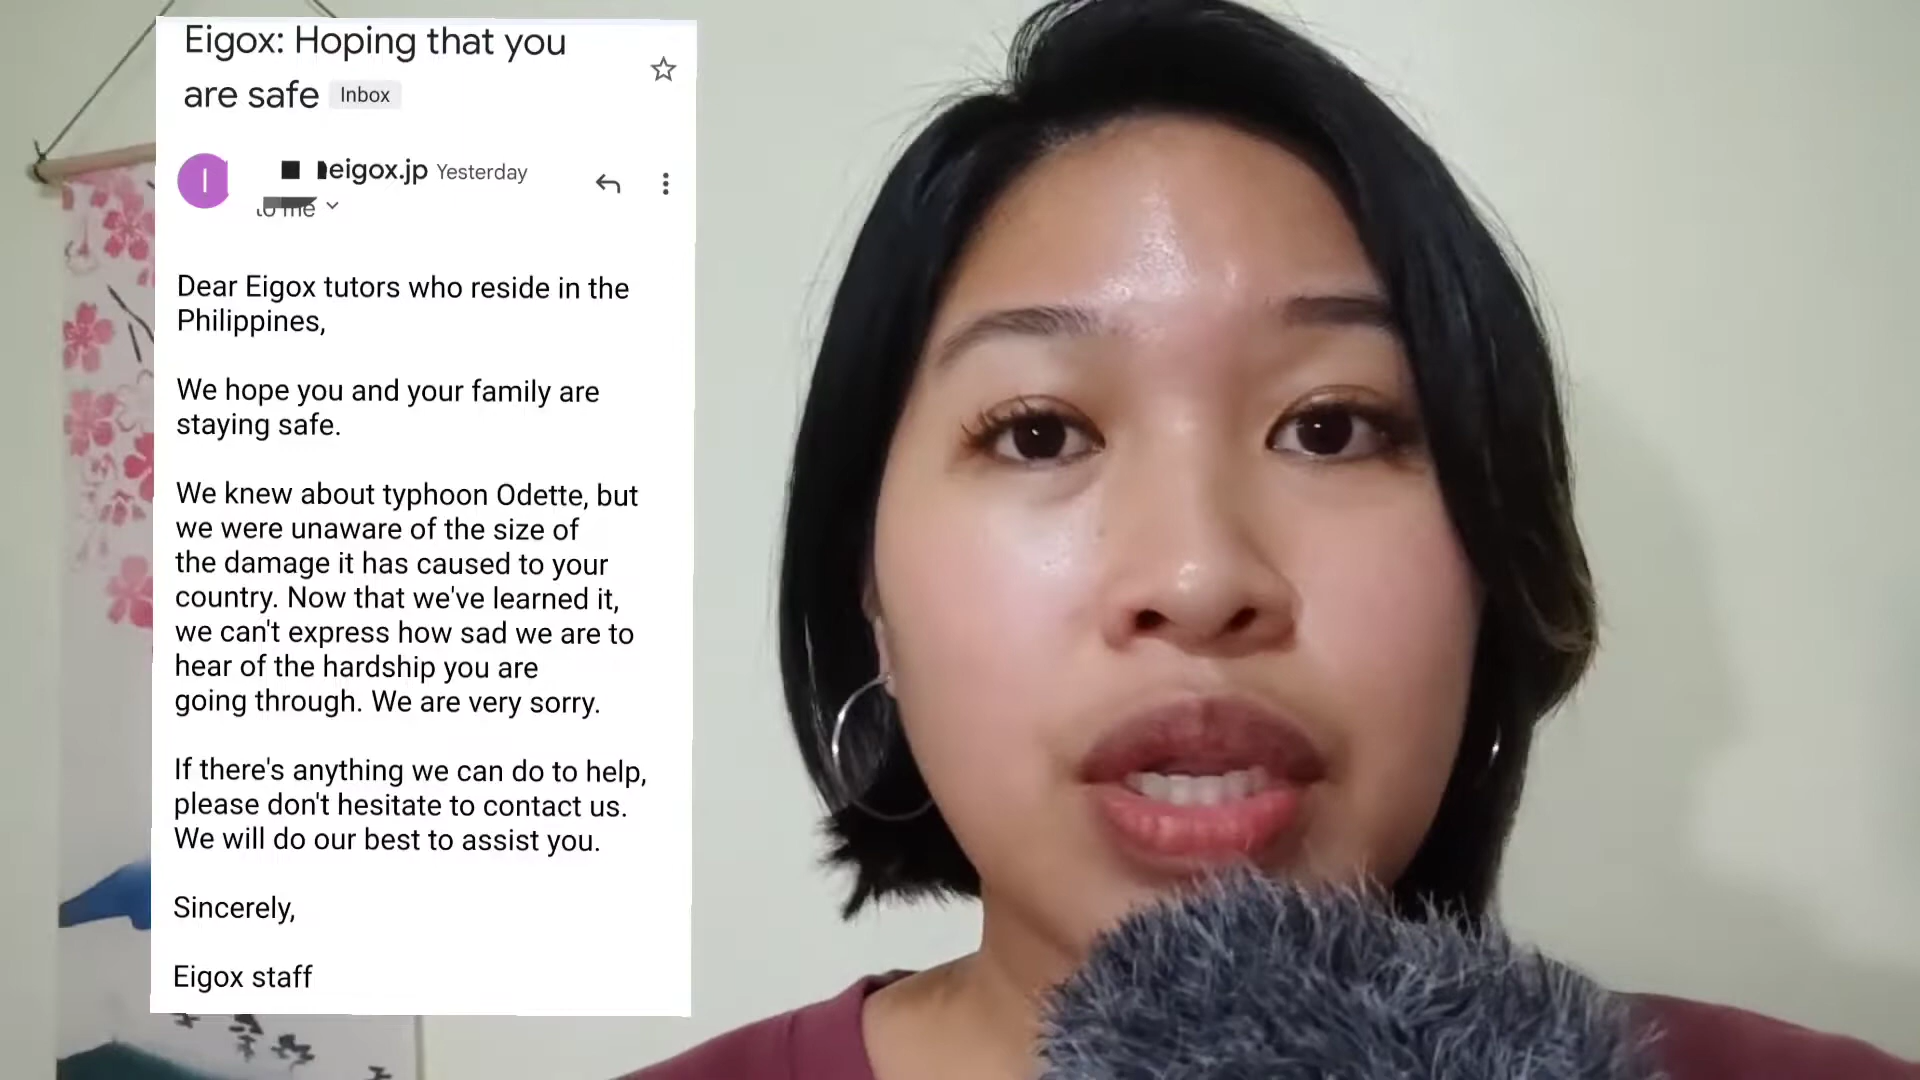 Eigox: Hoping that you
are safe Inbox
I
eigox.jp Yesterday
to me
Dear Eigox tutors who reside in the
Philippines,
We hope you and your family are
staying safe.
We knew about typhoon Odette, but
we were unaware of the size of
the damage it has caused to your
country. Now that we've learned it,
we can't express how sad we are to
hear of the hardship you are
going through. We are very sorry.
If there's anything we can do to help,
please don't hesitate to contact us.
We will do our best to assist you.
Sincerely,
Eigox staff